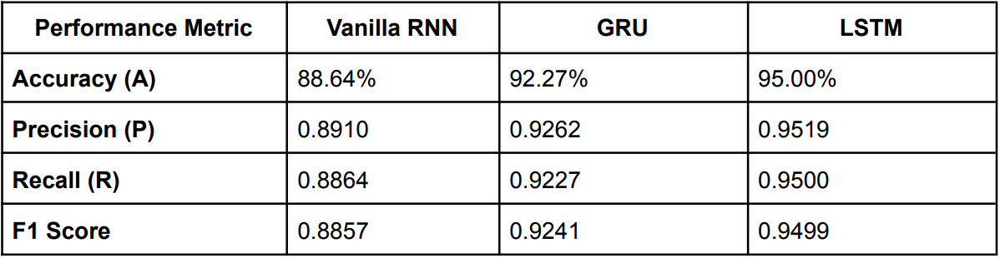 Performance Metric Vanilla RNN GRU LSTM
Accuracy (A) 88.64% 92.27% 95.00%
Precision (P) 0.8910 0.9262 0.9519
Recall (R) 0.8864 0.9227 0.9500
F1 Score 0.8857 0.9241 0.9499